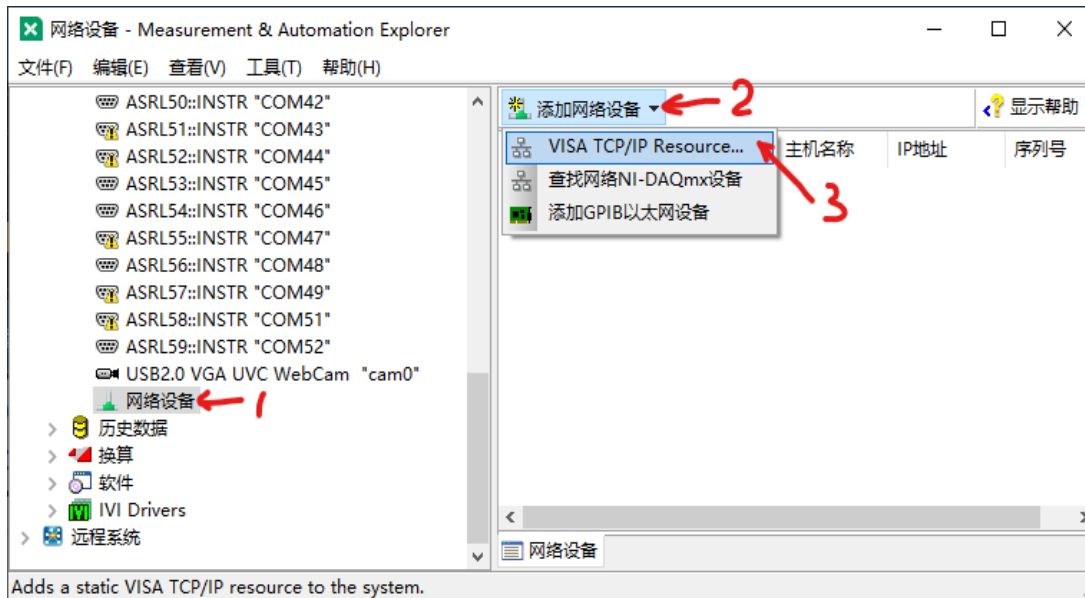 网络设备 - Measurement & Automation Explorer
文件(F) 编辑(E) 查看(V) 工具(T) 帮助(H)
ASRL50::INSTR "COM42"
ASRL51::INSTR "COM43"
ASRL52::INSTR "COM44"
ASRL53::INSTR "COM45"
ASRL54::INSTR "COM46"
ASRL55::INSTR "COM47"
ASRL56::INSTR "COM48"
ASRL57::INSTR "COM49"
ASRL58::INSTR "COM51"
ASRL59::INSTR "COM52"
USB2.0 VGA UVC WebCam "cam0"
网络设备 1
历史数据
换算
软件
IVI Drivers
远程系统
添加网络设备 2 显示帮助
主机名称 IP地址 序列号
VISA TCP/IP Resource...
查找网络NI-DAQmx设备 3
添加GPIB以太网设备
网络设备
Adds a static VISA TCP/IP resource to the system.